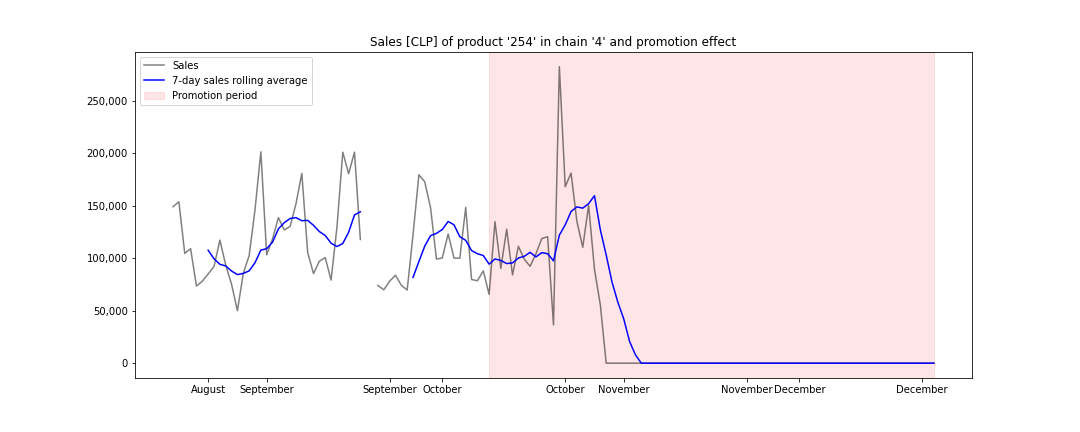 Sales [CLP] of product '254' in chain '4' and promotion effect
Sales
7-day sales rolling average
Promotion period
250,000
200,000
150,000
100,000
50,000
0
August September September October October November November December December